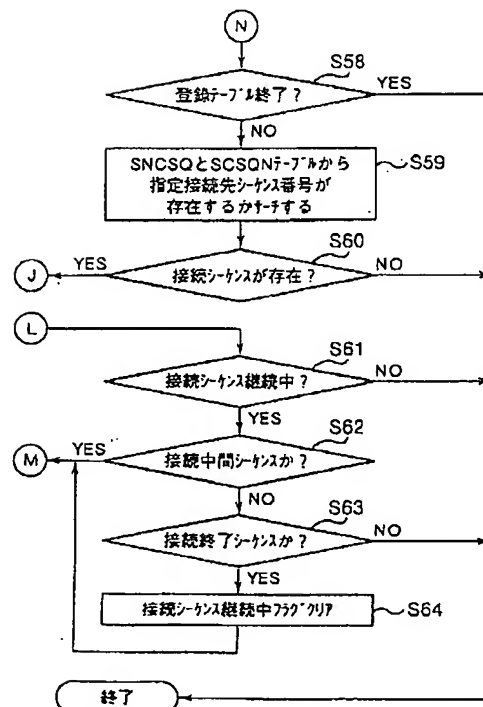 N
S58
登録テーブル終了?
YES
NO
SNCSQとSCSQNテーブルから
指定接続先シーケンス番号が
存在するかサーチする
S59
S60
J
YES
接続シーケンスが存在?
NO
L
S61
接続シーケンス継続中?
NO
YES
S62
M
YES
接続中間シーケンスか?
NO
S63
接続終了シーケンスか?
NO
YES
接続シーケンス継続中フラグクリア
S64
終了